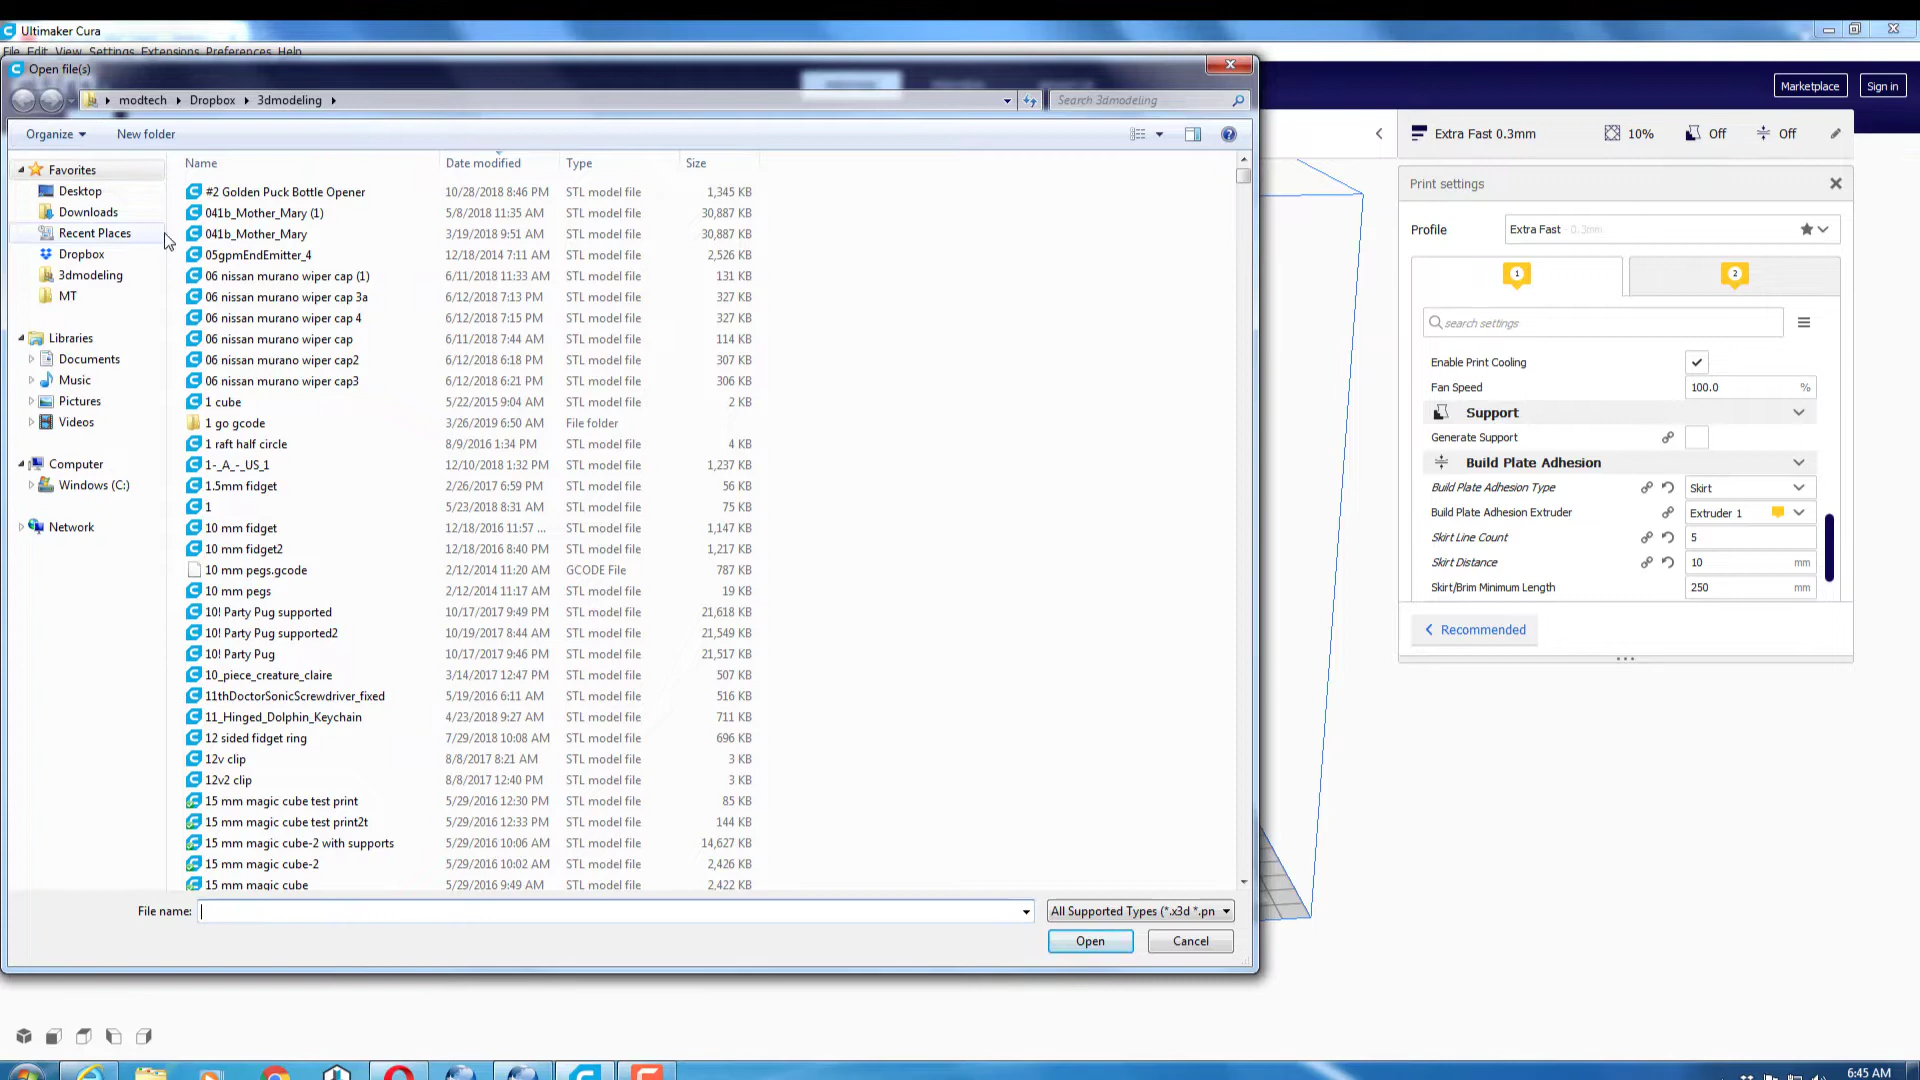 Ultimaker Cura
File Edit View Settings Extensions Preferences Help
Open file(s)
modtech Dropbox 3dmodeling
Search 3dmodeling
Marketplace
Sign in
Organize
New folder
Extra Fast 0.3mm
10%
Off
Off
Name Date modified Type Size
Favorites
Desktop
Downloads
Recent Places
Dropbox
3dmodeling
MT
Libraries
Documents
Music
Pictures
Videos
Computer
Windows (C:)
Network
#2 Golden Puck Bottle Opener 10/28/2018 8:46 PM STL model file 1,345 KB
041b_Mother_Mary (1) 5/8/2018 11:35 AM STL model file 30,887 KB
041b_Mother_Mary 3/19/2018 9:51 AM STL model file 30,887 KB
05gpmEndEmitter_4 12/18/2014 7:11 AM STL model file 2,526 KB
06 nissan murano wiper cap (1) 6/11/2018 11:33 AM STL model file 131 KB
06 nissan murano wiper cap 3a 6/12/2018 7:13 PM STL model file 327 KB
06 nissan murano wiper cap 4 6/12/2018 7:15 PM STL model file 327 KB
06 nissan murano wiper cap 6/11/2018 7:44 AM STL model file 114 KB
06 nissan murano wiper cap2 6/12/2018 6:18 PM STL model file 307 KB
06 nissan murano wiper cap3 6/12/2018 6:21 PM STL model file 306 KB
1 cube 5/22/2015 9:04 AM STL model file 2 KB
1 go gcode 3/26/2019 6:50 AM File folder
1 raft half circle 8/9/2016 1:34 PM STL model file 4 KB
1-_A_-_US_1 12/10/2018 1:32 PM STL model file 1,237 KB
1.5mm fidget 2/26/2017 6:59 PM STL model file 56 KB
1 5/23/2018 8:31 AM STL model file 75 KB
10 mm fidget 12/18/2016 11:57 ... STL model file 1,147 KB
10 mm fidget2 12/18/2016 8:40 PM STL model file 1,217 KB
10 mm pegs.gcode 2/12/2014 11:20 AM GCODE File 787 KB
10 mm pegs 2/12/2014 11:17 AM STL model file 19 KB
10! Party Pug supported 10/17/2017 9:49 PM STL model file 21,618 KB
10! Party Pug supported2 10/19/2017 8:44 AM STL model file 21,549 KB
10! Party Pug 10/17/2017 9:46 PM STL model file 21,517 KB
10_piece_creature_claire 3/14/2017 12:47 PM STL model file 507 KB
11thDoctorSonicScrewdriver_fixed 5/19/2016 6:11 AM STL model file 516 KB
11_Hinged_Dolphin_Keychain 4/23/2018 9:27 AM STL model file 711 KB
12 sided fidget ring 7/29/2018 10:08 AM STL model file 696 KB
12v clip 8/8/2017 8:21 AM STL model file 3 KB
12v2 clip 8/8/2017 12:40 PM STL model file 3 KB
15 mm magic cube test print 5/29/2016 12:30 PM STL model file 85 KB
15 mm magic cube test print2t 5/29/2016 12:33 PM STL model file 144 KB
15 mm magic cube-2 with supports 5/29/2016 10:06 AM STL model file 14,627 KB
15 mm magic cube-2 5/29/2016 10:02 AM STL model file 2,426 KB
15 mm magic cube 5/29/2016 9:49 AM STL model file 2,422 KB
File name:
All Supported Types (*.x3d *.pn
Open
Cancel
Print settings
Profile
Extra Fast - 0.3mm
1
2
search settings
Enable Print Cooling
Fan Speed 100.0 %
Support
Generate Support
Build Plate Adhesion
Build Plate Adhesion Type Skirt
Build Plate Adhesion Extruder Extruder 1
Skirt Line Count 5
Skirt Distance 10 mm
Skirt/Brim Minimum Length 250 mm
Recommended
6:45 AM